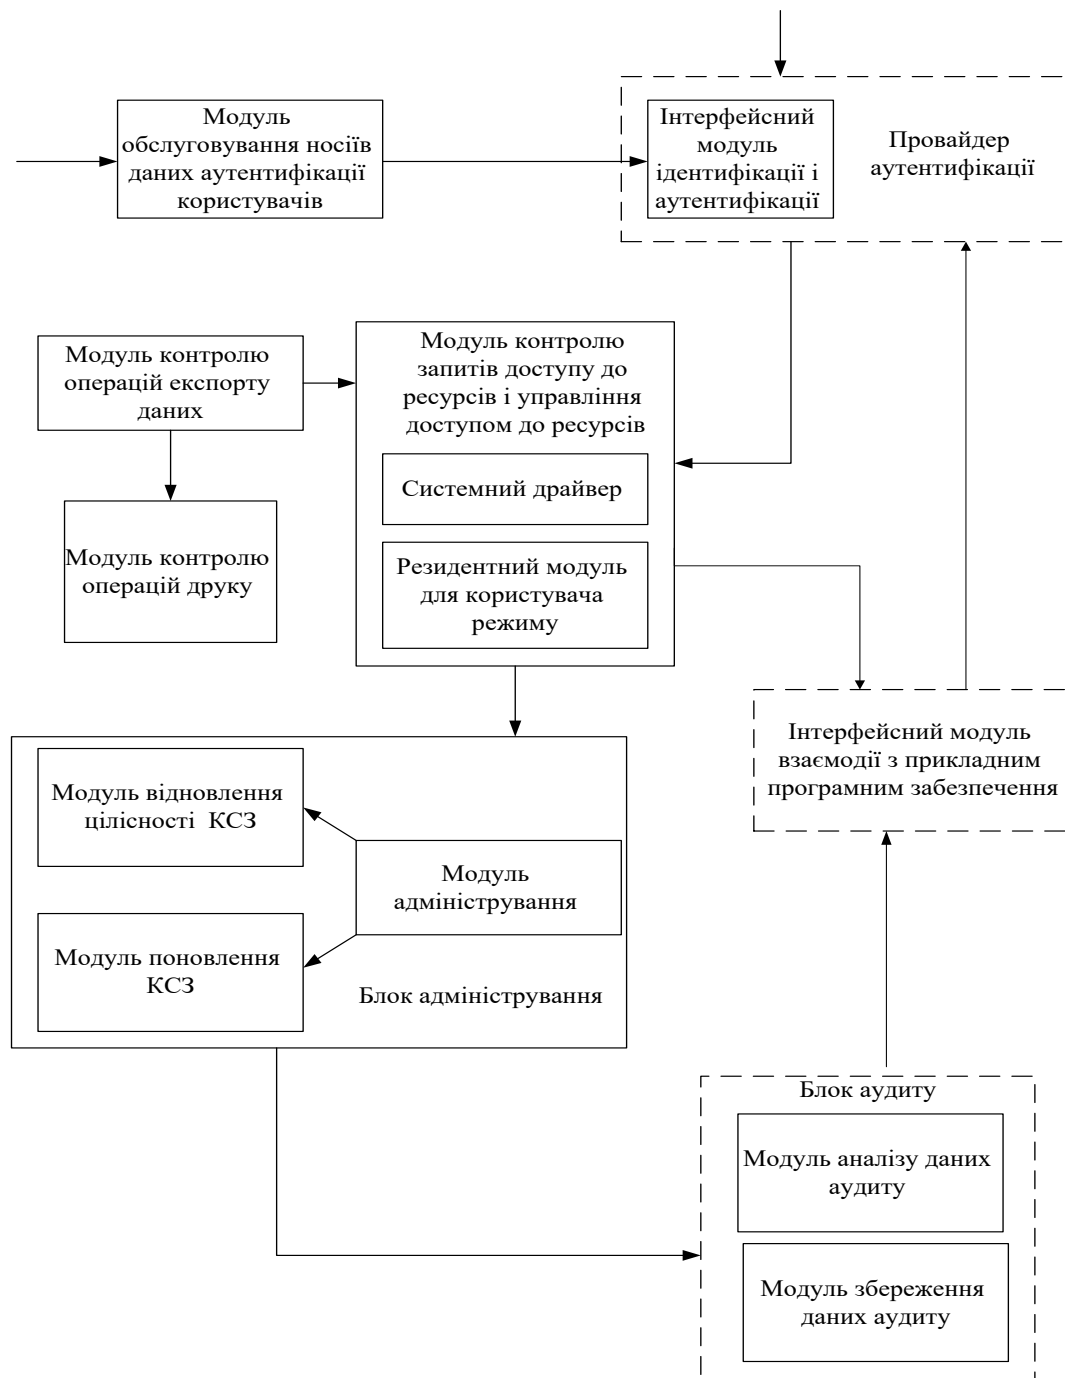 Модуль
обслуговування носіїв
даних аутентифікації
користувачів
Інтерфейсний
модуль
ідентифікації і
аутентифікації
Провайдер
аутентифікації
Модуль контролю
операцій експорту
даних
Модуль контролю
запитів доступу до
ресурсів і управління
доступом до ресурсів
Системний драйвер
Резидентний модуль
для користувача
режиму
Модуль контролю
операцій друку
Інтерфейсний модуль
взаємодії з прикладним
програмним забезпечення
Модуль відновлення
цілісності КСЗ
Модуль
адміністрування
Модуль поновлення
КСЗ
Блок адміністрування
Блок аудиту
Модуль аналізу даних
аудиту
Модуль збереження
даних аудиту